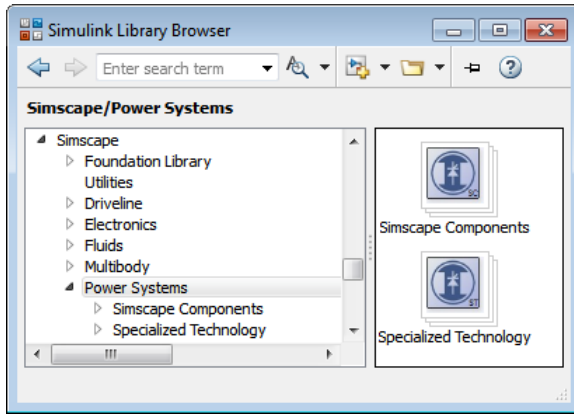 Simulink Library Browser
Enter search term
Simscape/Power Systems
Simscape
Foundation Library
Utilities
Driveline
Electronics
Fluids
Multibody
Power Systems
Simscape Components
Specialized Technology
SC
Simscape Components
ST
Specialized Technology